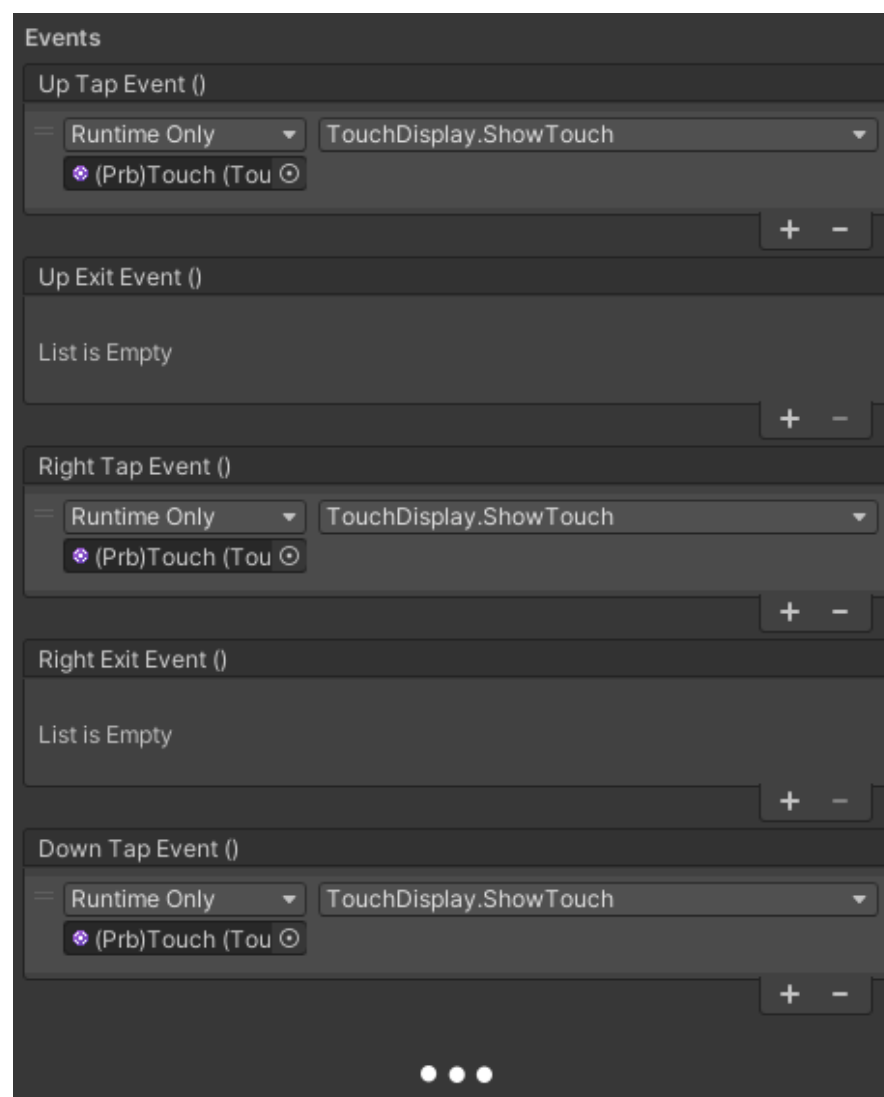 Events
Up Tap Event ()
Runtime Only TouchDisplay.ShowTouch
(Prb)Touch (Tou
Up Exit Event ()
List is Empty
Right Tap Event ()
Runtime Only TouchDisplay.ShowTouch
(Prb)Touch (Tou
Right Exit Event ()
List is Empty
Down Tap Event ()
Runtime Only TouchDisplay.ShowTouch
(Prb)Touch (Tou